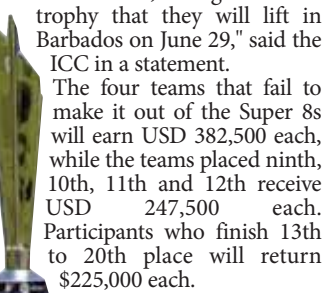 trophy that they will lift in
Barbados on June 29," said the
ICC in a statement.
The four teams that fail to
make it out of the Super 8s
will earn USD 382,500 each,
while the teams placed ninth,
10th, 11th and 12th receive
USD 247,500 each.
Participants who finish 13th
to 20th place will return
$225,000 each.